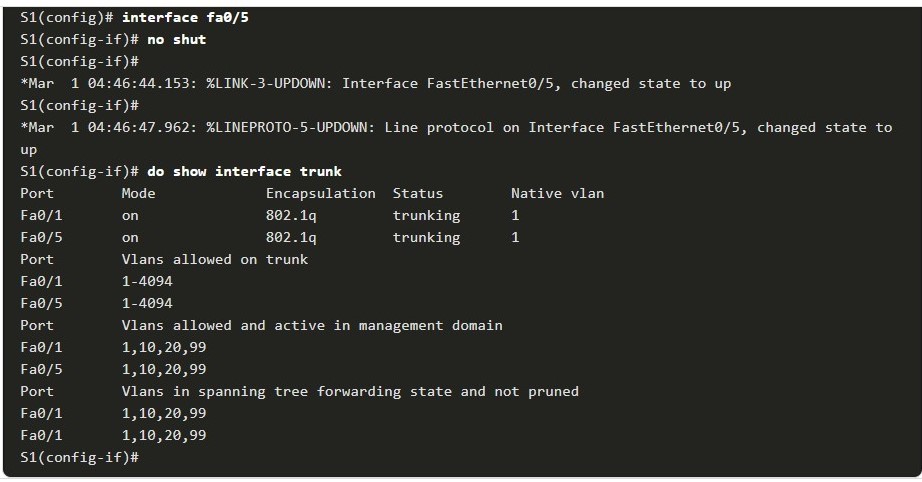 S1(config)# interface fa0/5
S1(config-if)# no shut
S1(config-if)#
*Mar  1 04:46:44.153: %LINK-3-UPDOWN: Interface FastEthernet0/5, changed state to up
S1(config-if)#
*Mar  1 04:46:47.962: %LINEPROTO-5-UPDOWN: Line protocol on Interface FastEthernet0/5, changed state to
up
S1(config-if)# do show interface trunk
Port        Mode             Encapsulation  Status        Native vlan
Fa0/1       on               802.1q         trunking      1
Fa0/5       on               802.1q         trunking      1
Port        Vlans allowed on trunk
Fa0/1       1-4094
Fa0/5       1-4094
Port        Vlans allowed and active in management domain
Fa0/1       1,10,20,99
Fa0/5       1,10,20,99
Port        Vlans in spanning tree forwarding state and not pruned
Fa0/1       1,10,20,99
Fa0/1       1,10,20,99
S1(config-if)#